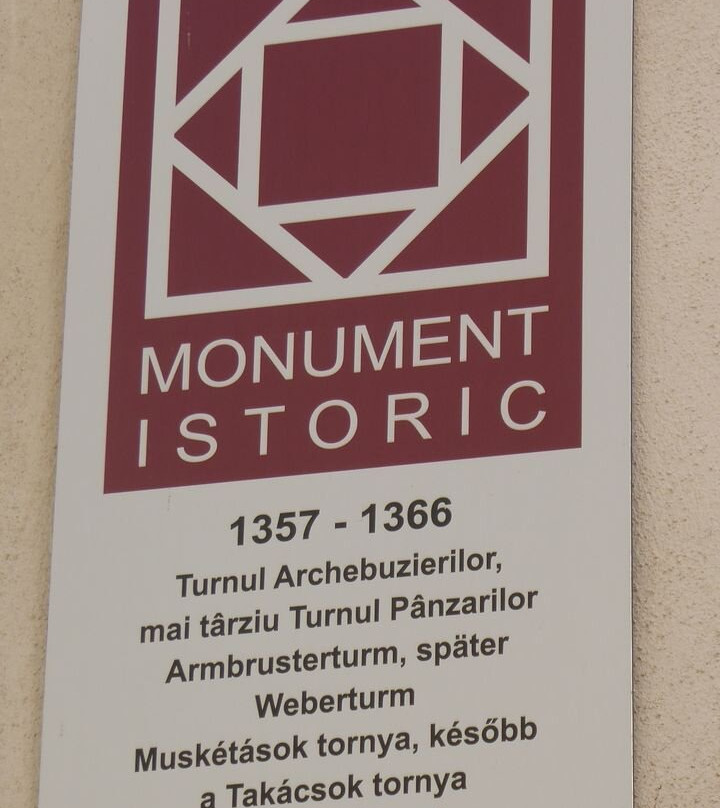 MONUMENT
ISTORIC
1357 - 1366
Turnul Archebuzierilor,
mai târziu Turnul Pânzarilor
Armbrusterturm, später
Weberturm
Muskétások tornya, később
a Takácsok tornya